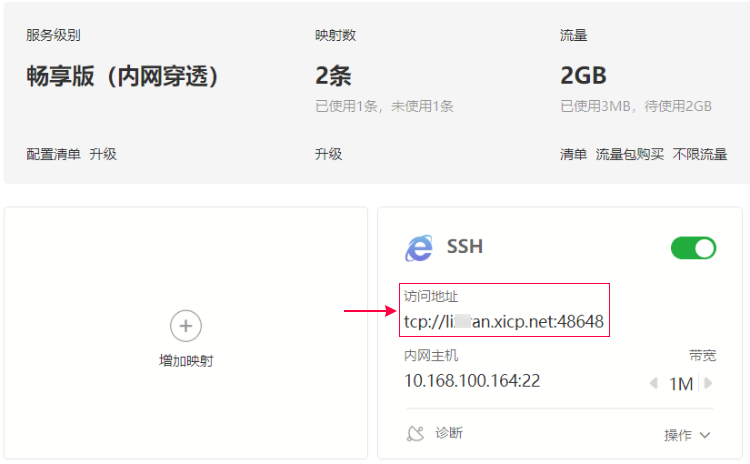 服务级别
映射数
流量
畅享版（内网穿透）
2条
2GB
已使用1条，未使用1条
已使用3MB，待使用2GB
配置清单 升级
升级
清单 流量包购买 不限流量
SSH
访问地址
an.xicp.net:48648
增加映射
内网主机
带宽
10.168.100.164:22
1M
诊断
操作